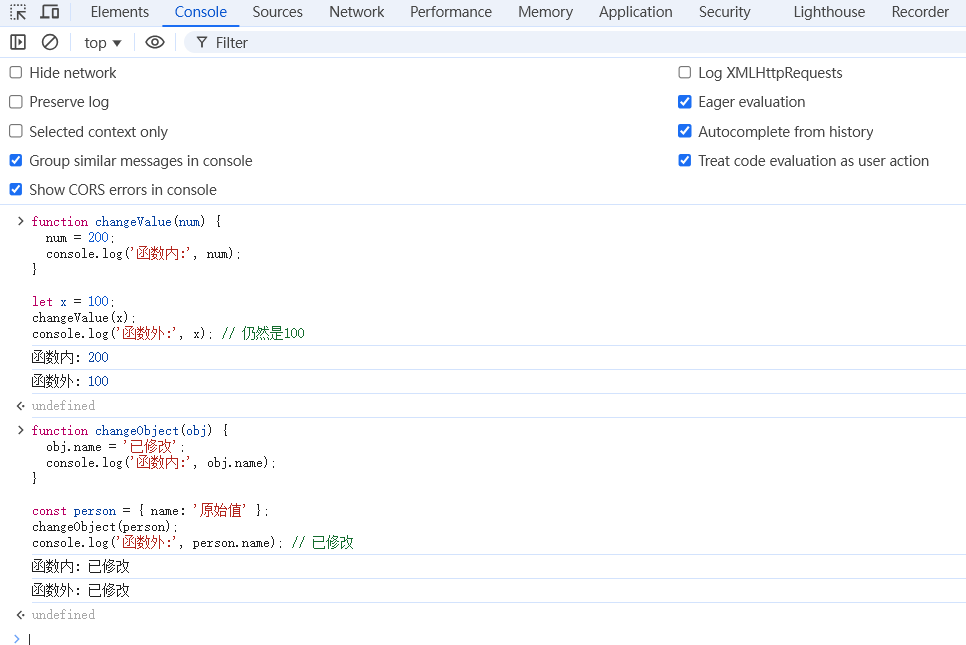 Elements Console Sources Network Performance Memory Application Security Lighthouse Recorder
top Filter
Hide network Log XMLHttpRequests
Preserve log Eager evaluation
Selected context only Autocomplete from history
Group similar messages in console Treat code evaluation as user action
Show CORS errors in console
> function changeValue(num) {
  num = 200;
  console.log('函数内:', num);
}

let x = 100;
changeValue(x);
console.log('函数外:', x); // 仍然是100
函数内: 200
函数外: 100
undefined
> function changeObject(obj) {
  obj.name = '已修改';
  console.log('函数内:', obj.name);
}

const person = { name: '原始值' };
changeObject(person);
console.log('函数外:', person.name); // 已修改
函数内: 已修改
函数外: 已修改
undefined
>